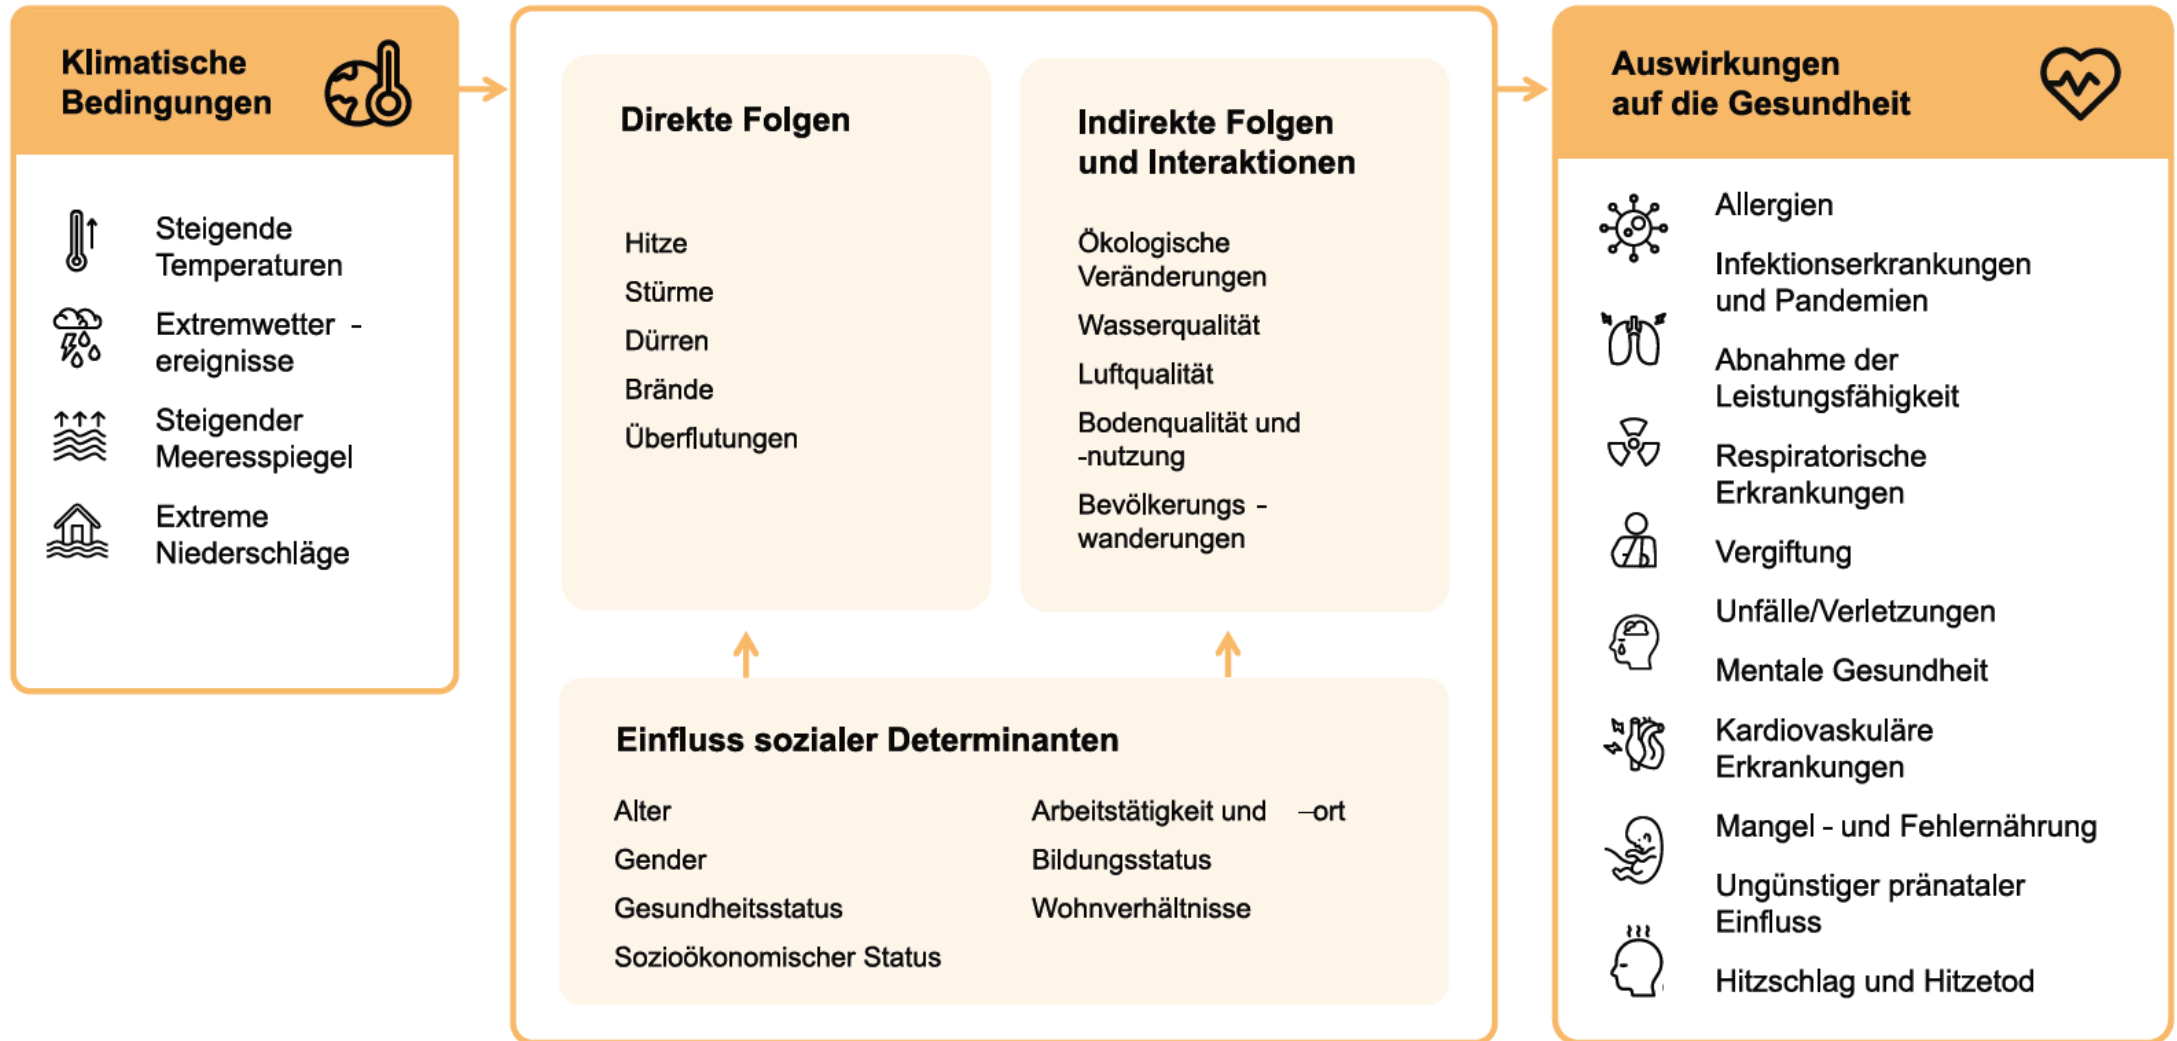 Klimatische
Bedingungen
Steigende
Temperaturen
Extremwetter -
ereignisse
Steigender
Meeresspiegel
Extreme
Niederschläge
Direkte Folgen
Hitze
Stürme
Dürren
Brände
Überflutungen
Indirekte Folgen
und Interaktionen
Ökologische
Veränderungen
Wasserqualität
Luftqualität
Bodenqualität und
-nutzung
Bevölkerungs -
wanderungen
Einfluss sozialer Determinanten
Alter
Gender
Gesundheitsstatus
Sozioökonomischer Status
Arbeitstätigkeit und –ort
Bildungsstatus
Wohnverhältnisse
Auswirkungen
auf die Gesundheit
Allergien
Infektionserkrankungen
und Pandemien
Abnahme der
Leistungsfähigkeit
Respiratorische
Erkrankungen
Vergiftung
Unfälle/Verletzungen
Mentale Gesundheit
Kardiovaskuläre
Erkrankungen
Mangel - und Fehlernährung
Ungünstiger pränataler
Einfluss
Hitzschlag und Hitzetod